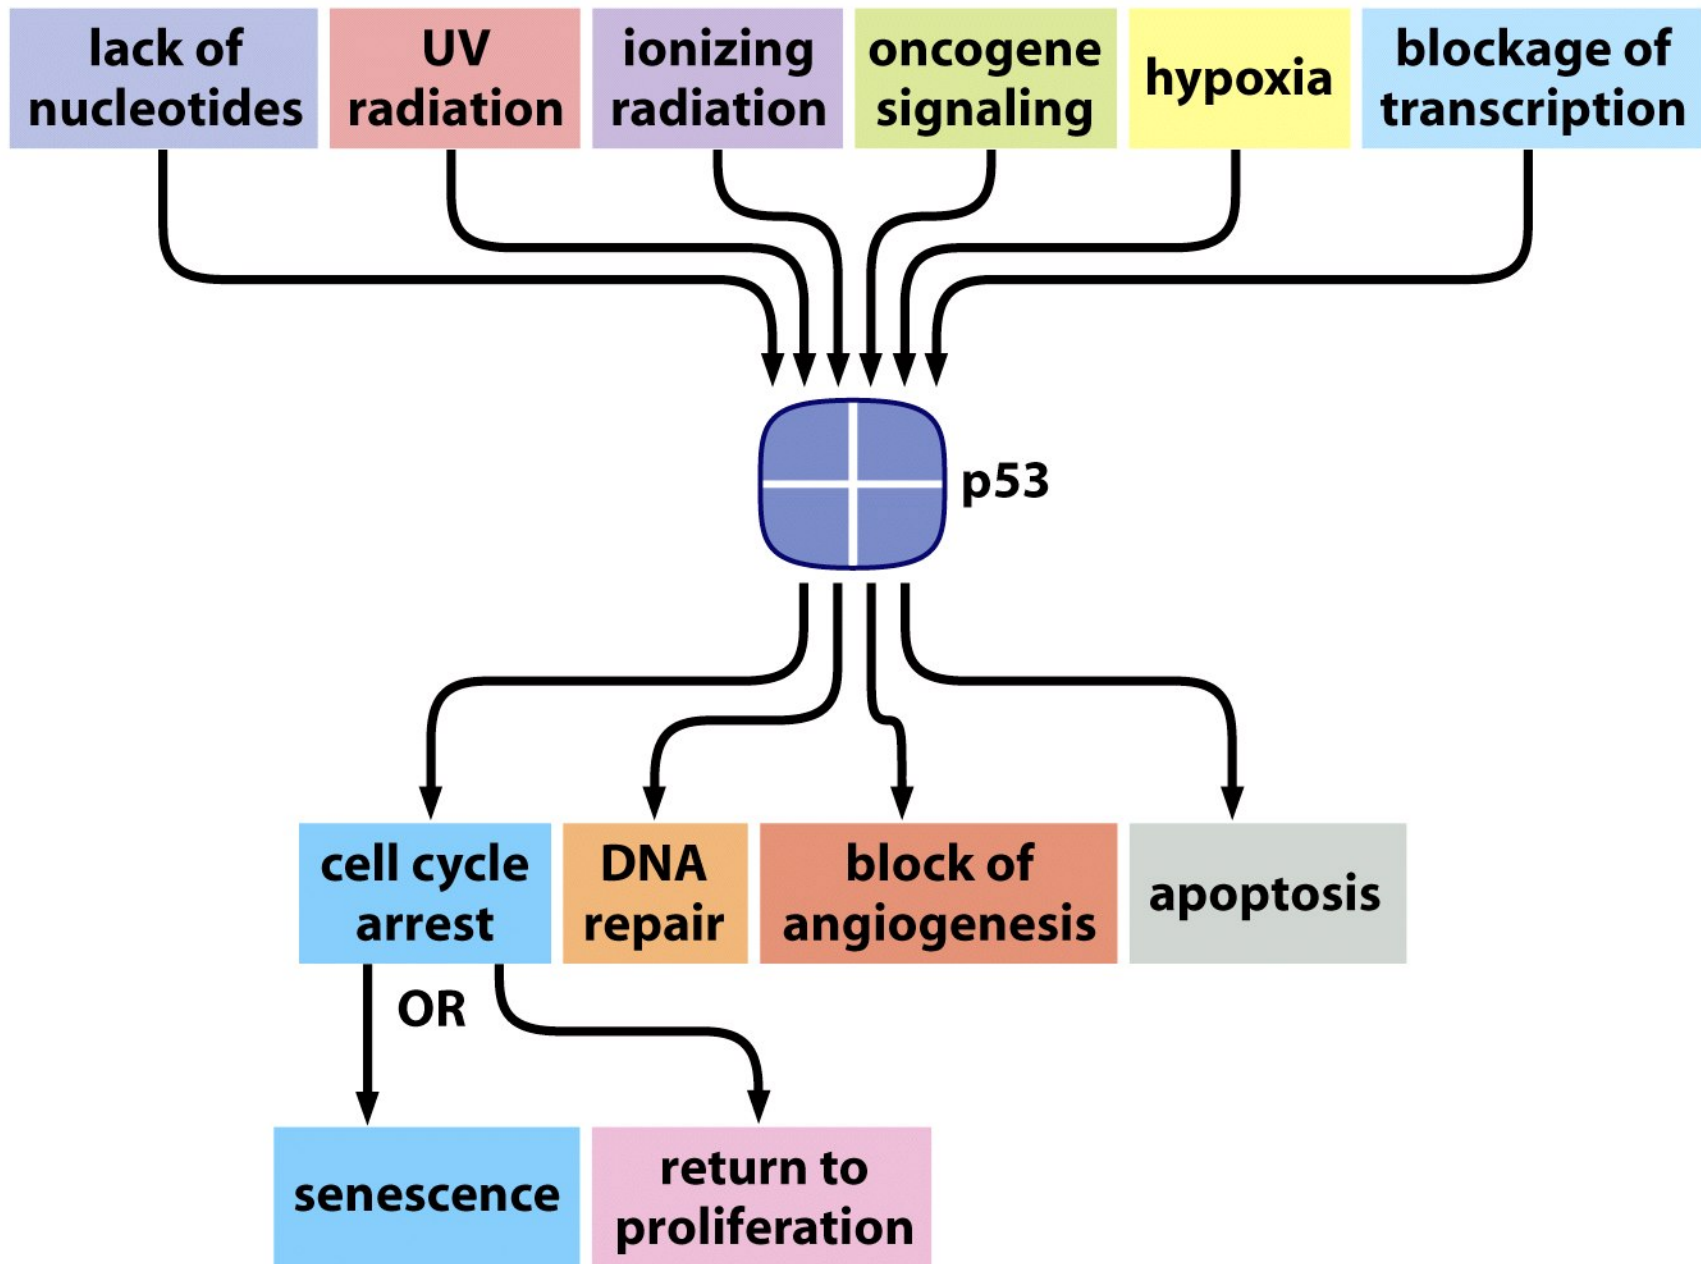 lack of
nucleotides
UV
radiation
ionizing
radiation
oncogene
signaling
hypoxia
blockage of
transcription
p53
cell cycle
arrest
DNA
repair
block of
angiogenesis
apoptosis
OR
senescence
return to
proliferation